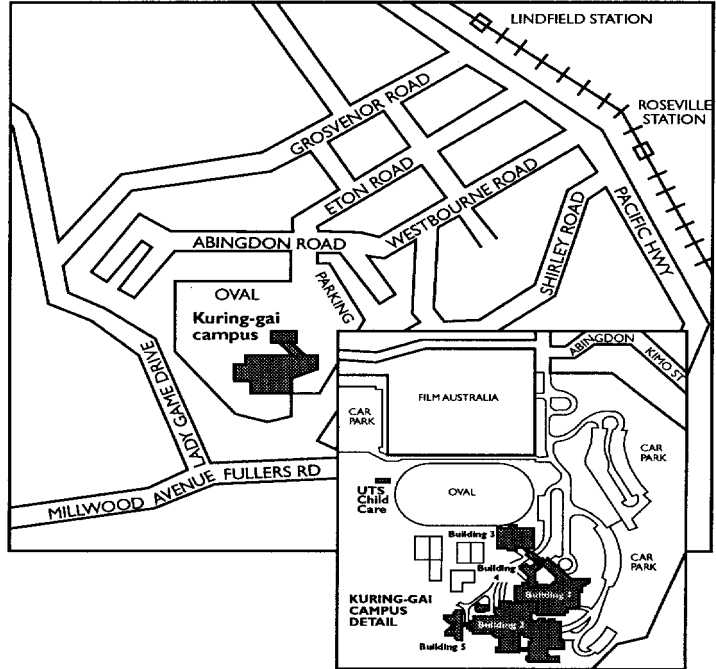 LINDFIELD STATION
ROSEVILLE
STATION
GROSVENOR ROAD
ETON ROAD
WESTBOURNE ROAD
ABINGDON ROAD
SHIRLEY ROAD
PACIFIC HWY
PARKING
OVAL
Kuring-gai
campus
LADY GAME DRIVE
MILLWOOD AVENUE FULLERS RD
ABINGDON
KIMO ST
FILM AUSTRALIA
CAR
PARK
CAR
PARK
UTS
Child
Care
OVAL
Building 3
Building
4
CAR
PARK
KURING-GAI
CAMPUS
DETAIL
Building 2
Building 5